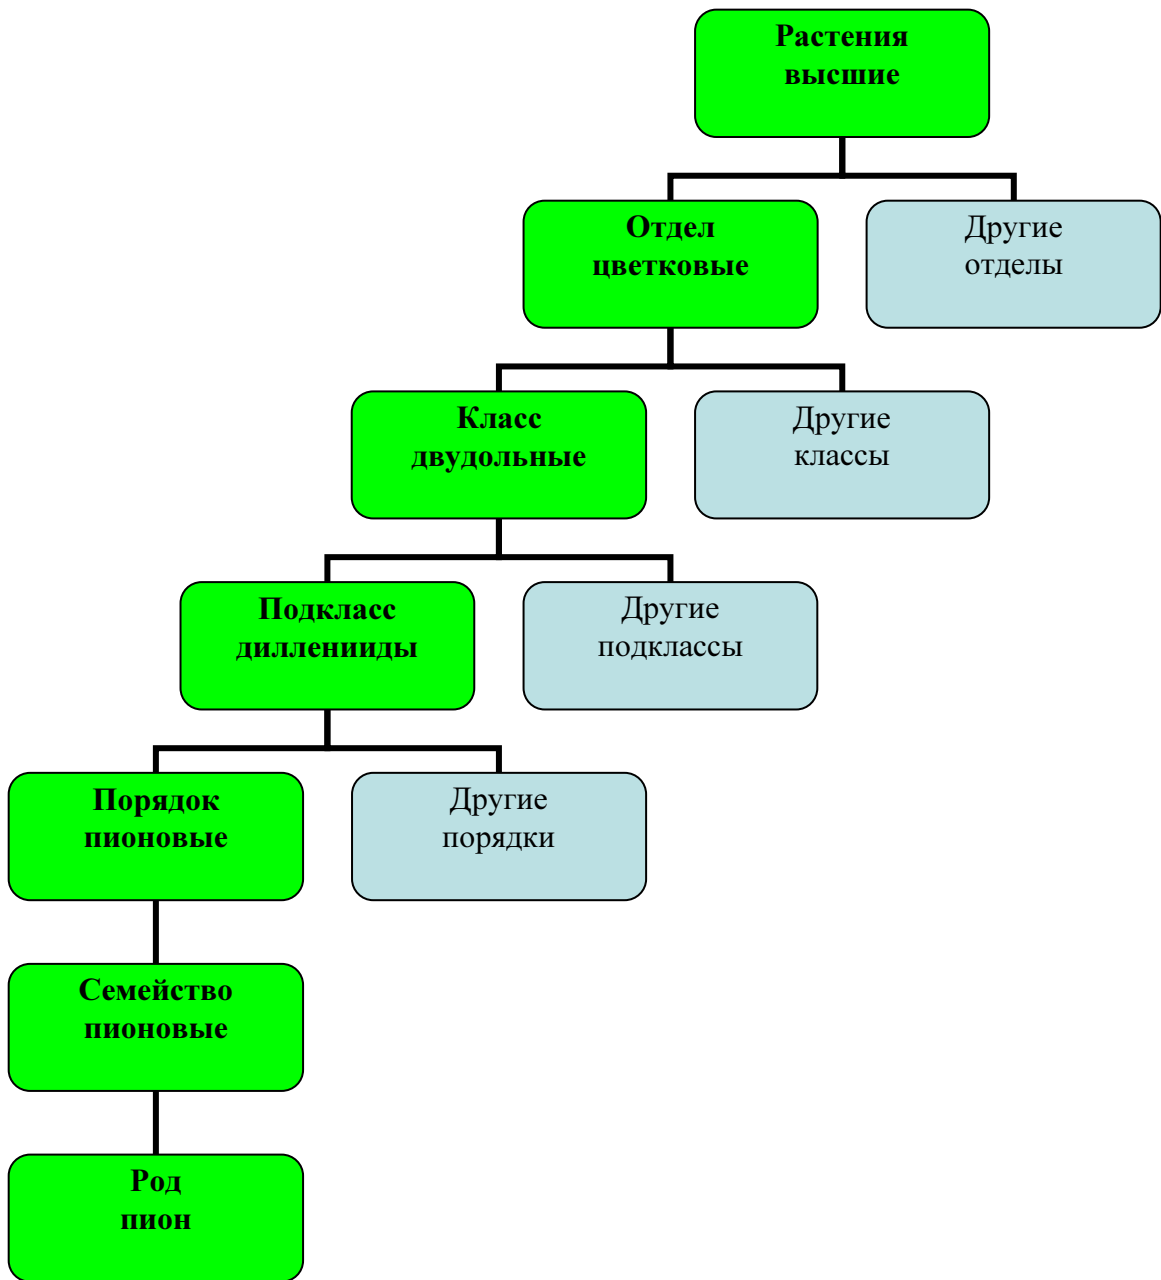 Растения
высшие
Отдел
цветковые
Другие
отделы
Класс
двудольные
Другие
классы
Подкласс
дилленииды
Другие
подклассы
Порядок
пионовые
Другие
порядки
Семейство
пионовые
Род
пион